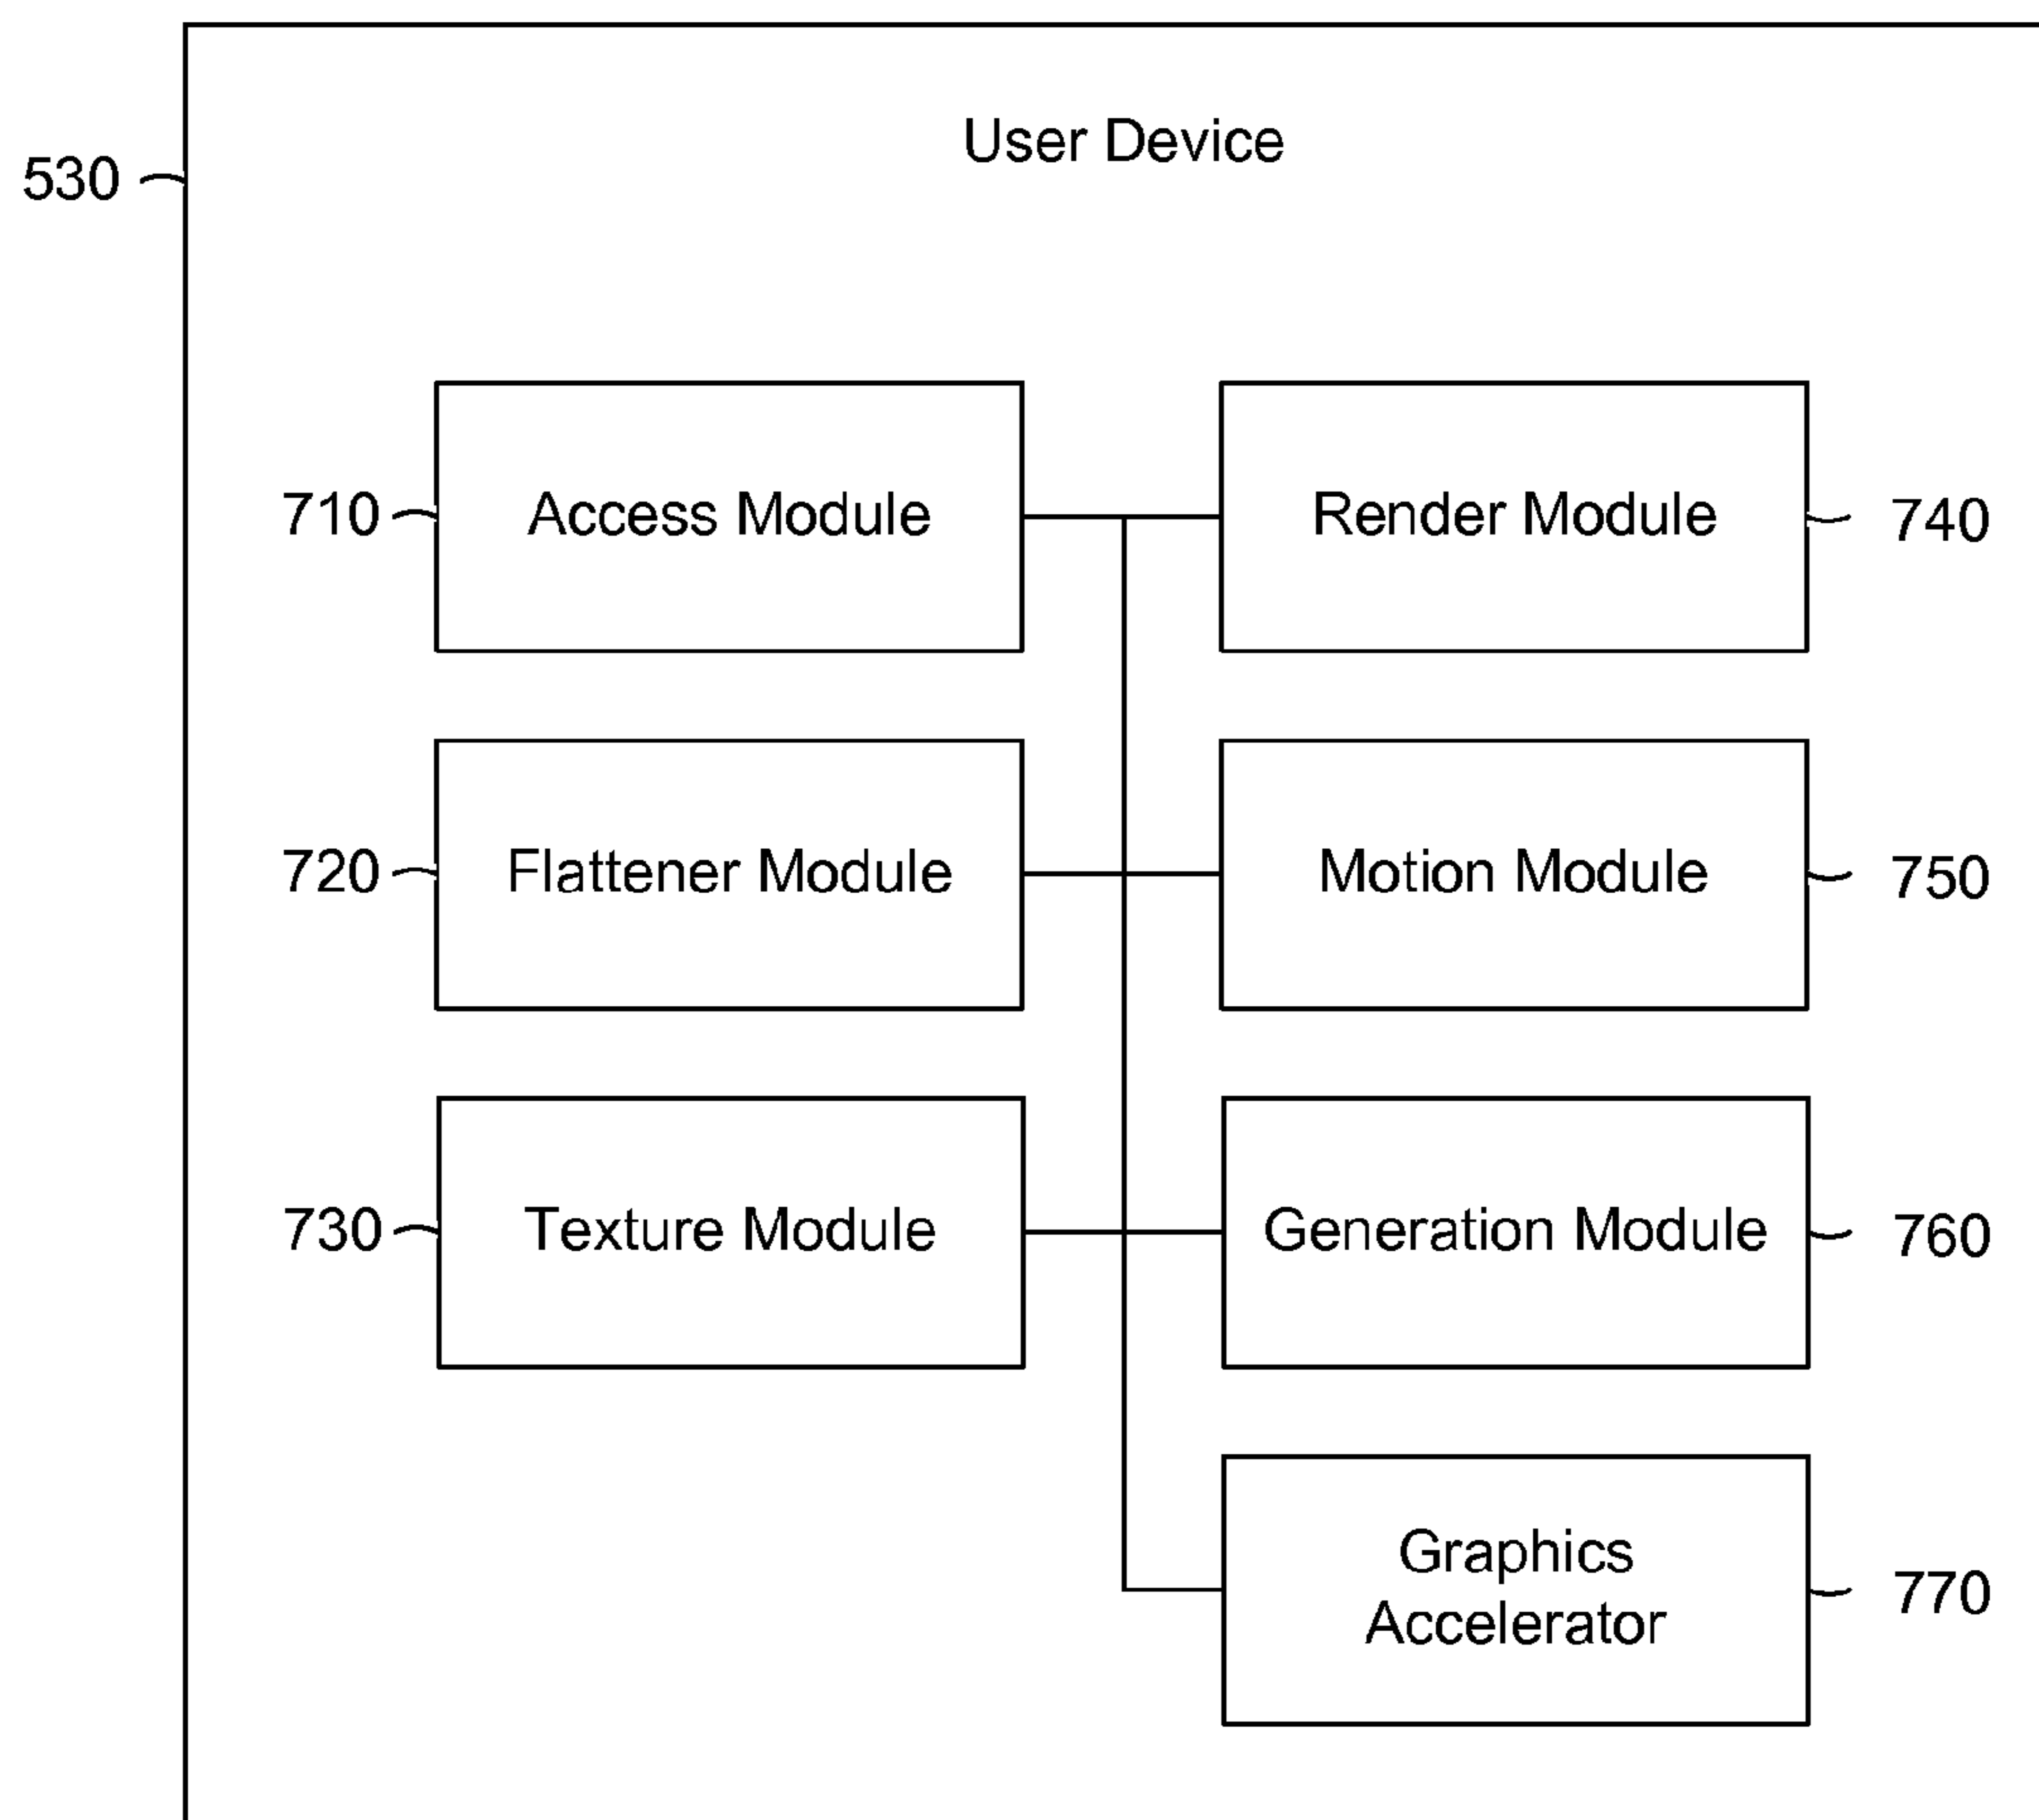 User Device
530
710
Access Module
Render Module
740
720
Flattener Module
Motion Module
750
730
Texture Module
Generation Module
760
Graphics
Accelerator
770